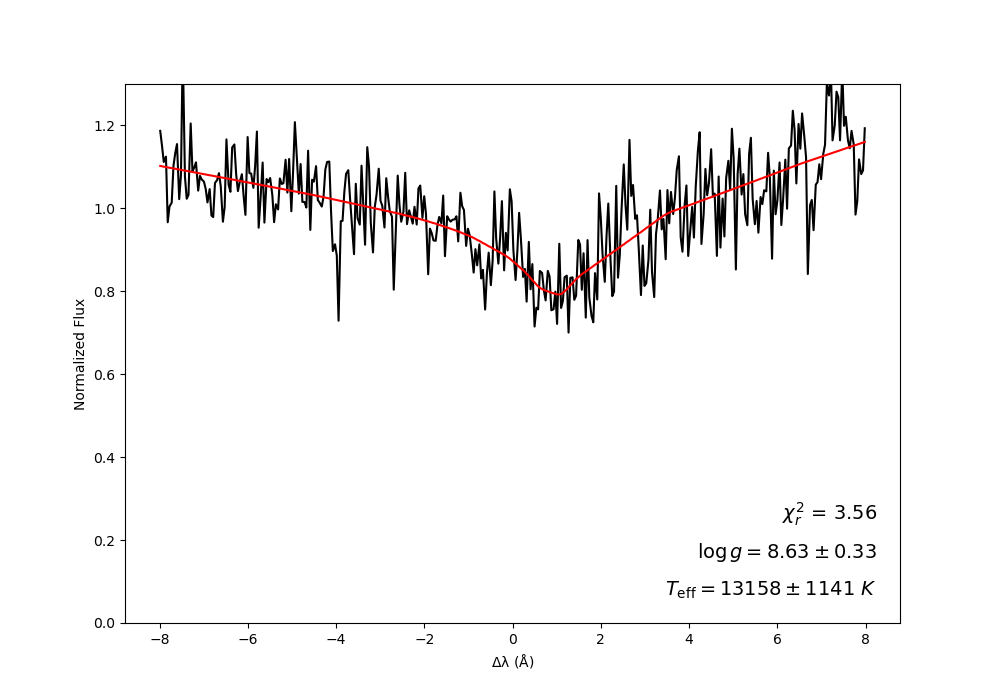 1.2
1.0
0.8
0.6
0.4
0.2
0.0
Normalized Flux
χ²ᵣ = 3.56
log g = 8.63 ± 0.33
T_eff = 13158 ± 1141 K
−8 −6 −4 −2 0 2 4 6 8
Δλ (Å)